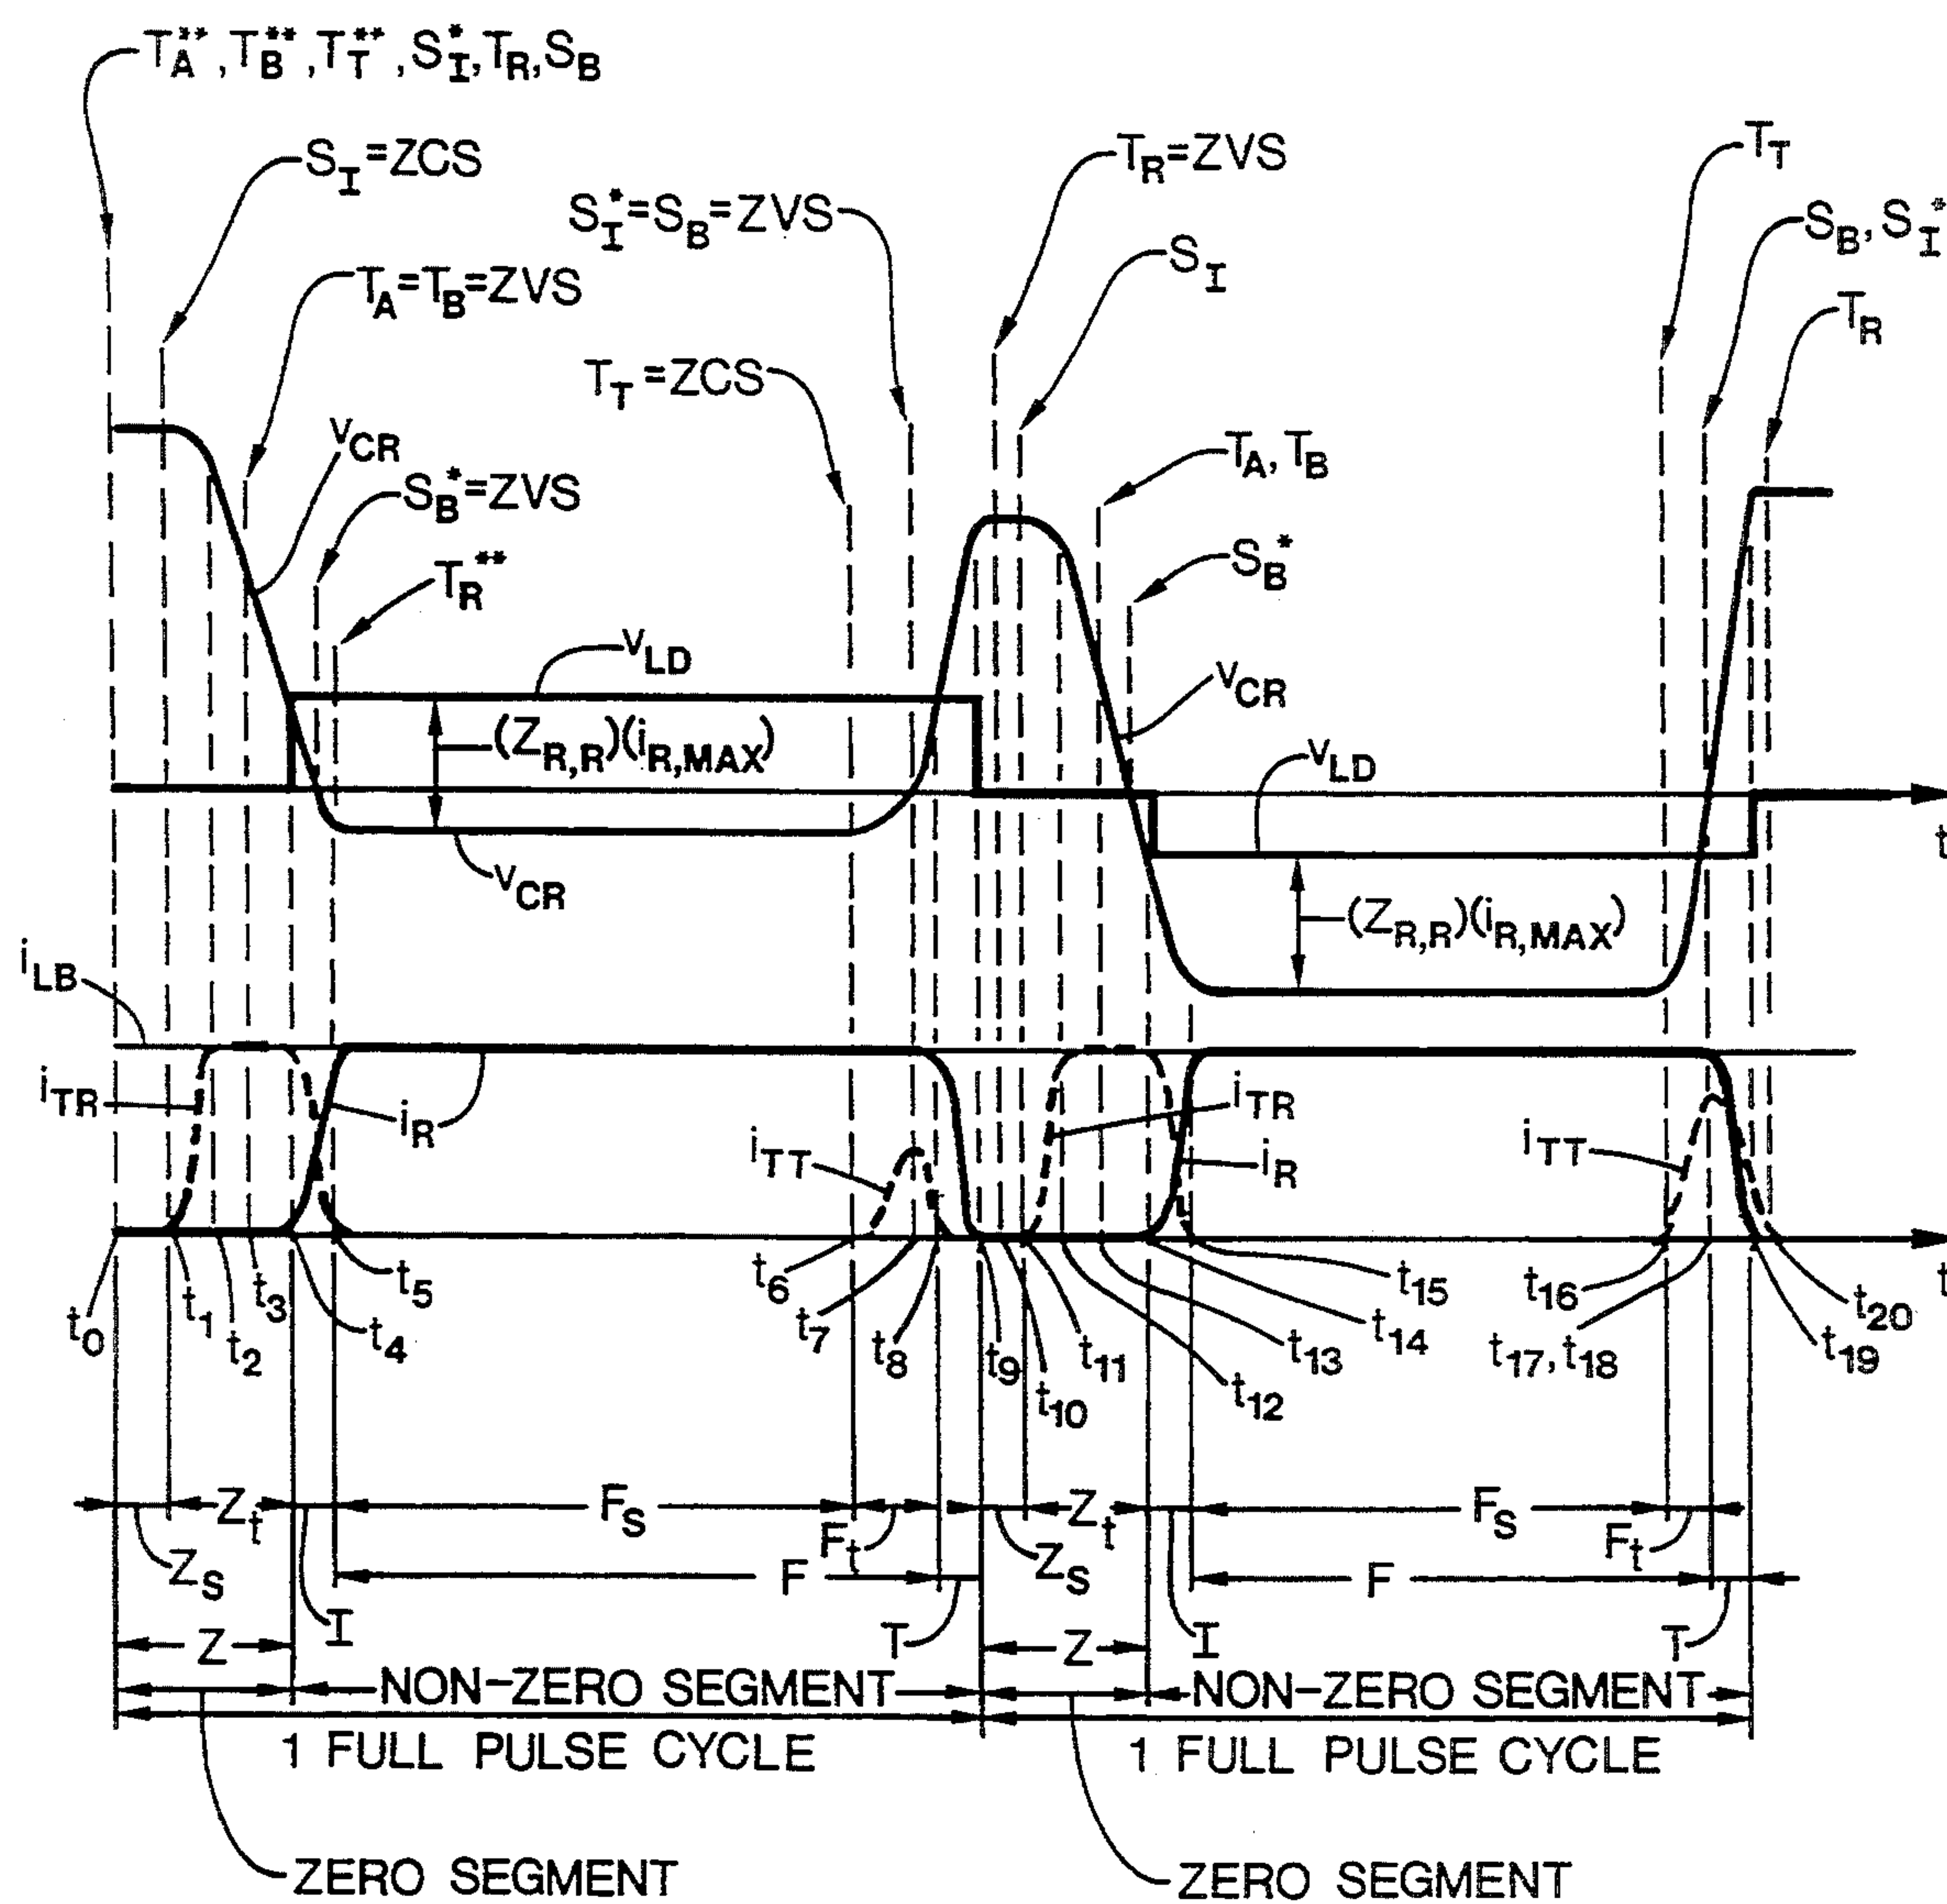 T_A**, T_B**, T_T**, S_I*, T_R, S_B
S_I=ZCS
T_A=T_B=ZVS
S_B*=ZVS
T_R**
v_CR
S_I*=S_B=ZVS
T_T=ZCS
T_R=ZVS
S_I
T_A, T_B
S_B*
T_T
S_B, S_I*
T_R
v_LD
(Z_R,R)(i_R,MAX)
v_CR
v_CR
v_LD
(Z_R,R)(i_R,MAX)
t
i_LB
i_TR
i_R
i_TT
i_TR
i_R
i_TT
t
t_0
t_1
t_2
t_3
t_4
t_5
t_6
t_7
t_8
t_9
t_10
t_11
t_12
t_13
t_14
t_15
t_16
t_17, t_18
t_19
t_20
Z_t
F_S
Z_t
F_S
Z_S
F_t
Z_S
F_t
F
F
Z
I
T
Z
I
T
NON-ZERO SEGMENT
NON-ZERO SEGMENT
1 FULL PULSE CYCLE
1 FULL PULSE CYCLE
ZERO SEGMENT
ZERO SEGMENT